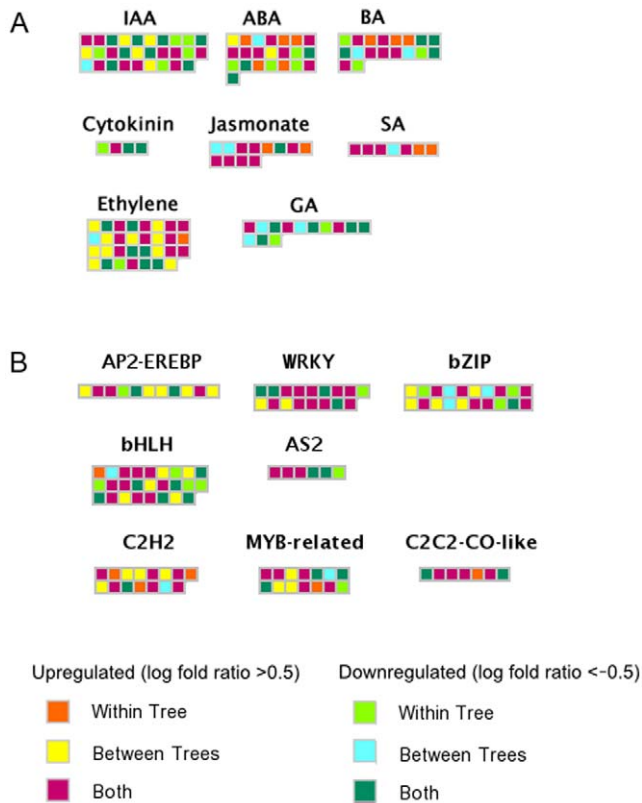 A
IAA ABA BA
Cytokinin Jasmonate SA
Ethylene GA
B
AP2-EREBP WRKY bZIP
bHLH AS2
C2H2 MYB-related C2C2-CO-like
Upregulated (log fold ratio >0.5) Downregulated (log fold ratio <−0.5)
Within Tree Within Tree
Between Trees Between Trees
Both Both